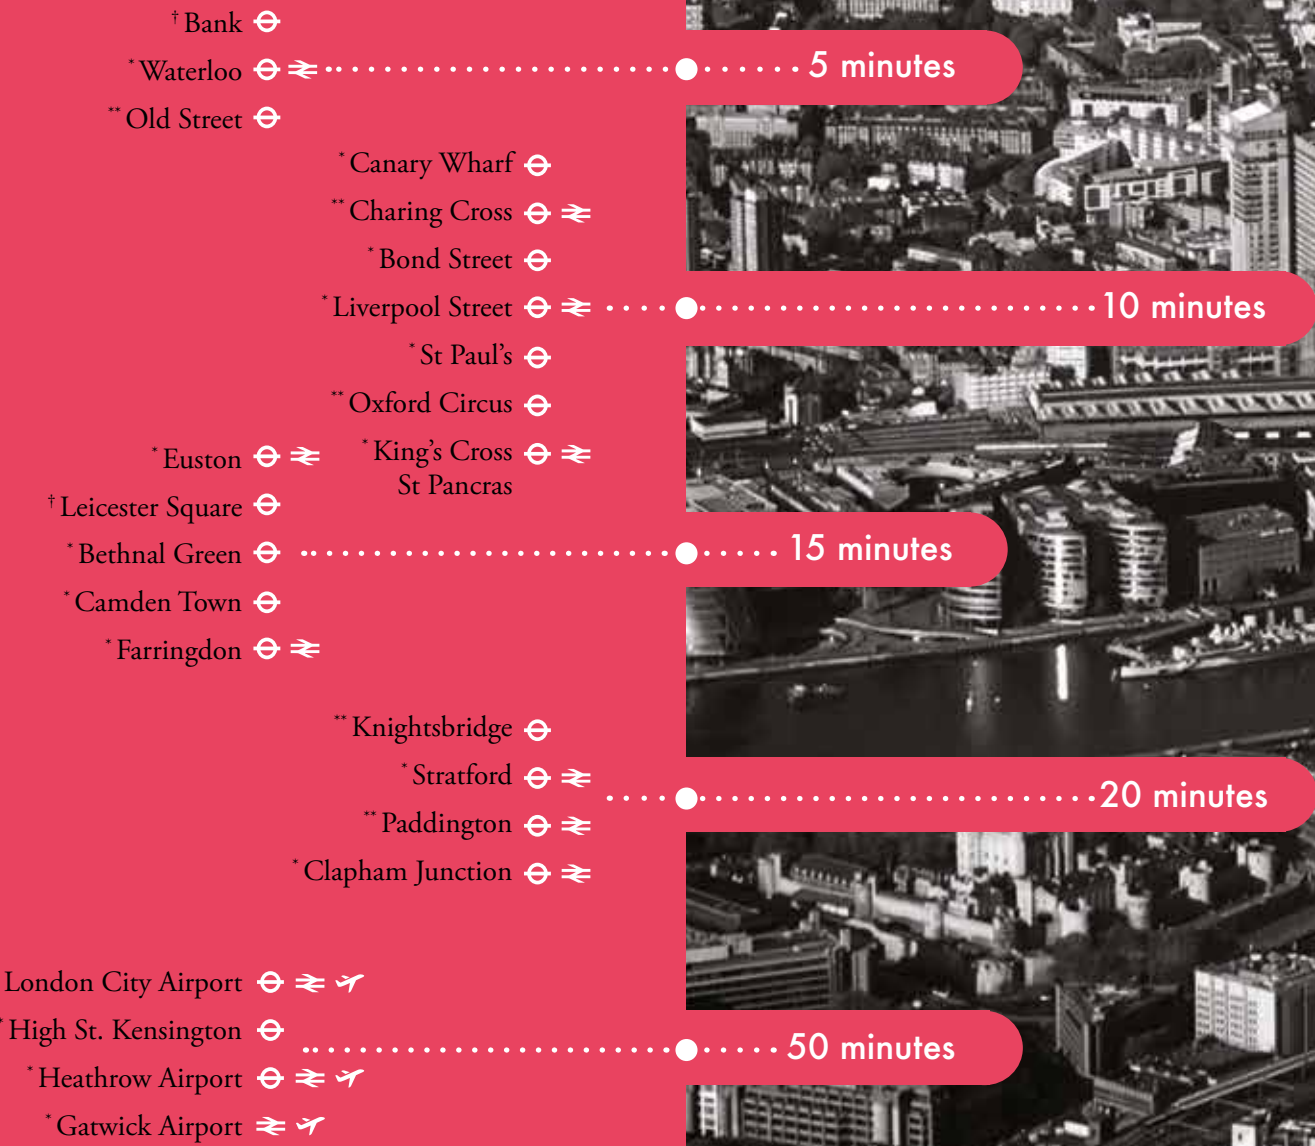 † Bank
* Waterloo
5 minutes
** Old Street
* Canary Wharf
** Charing Cross
* Bond Street
* Liverpool Street
10 minutes
* St Paul's
** Oxford Circus
* King's Cross
St Pancras
* Euston
† Leicester Square
* Bethnal Green
15 minutes
* Camden Town
* Farringdon
** Knightsbridge
* Stratford
20 minutes
** Paddington
* Clapham Junction
London City Airport
* High St. Kensington
50 minutes
* Heathrow Airport
* Gatwick Airport